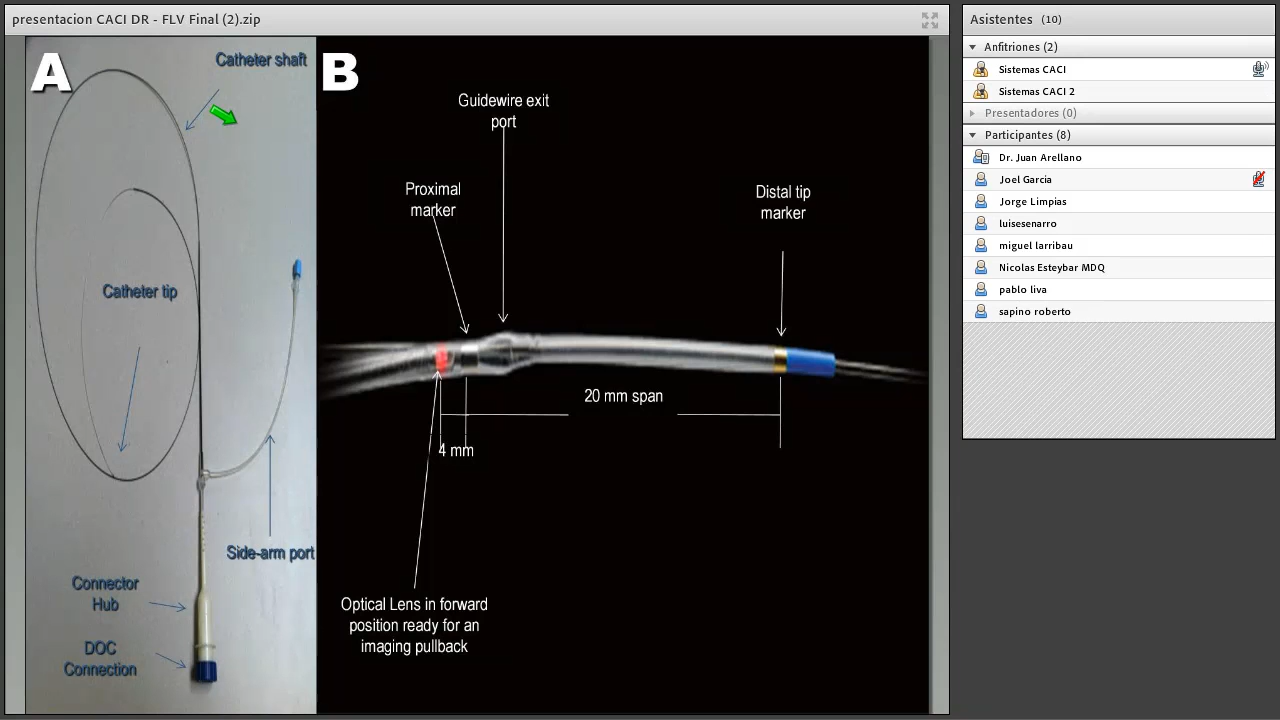 presentacion CACI DR - FLV Final (2).zip
A
Catheter shaft
Catheter tip
Side-arm port
Connector
Hub
DOC
Connection
B
Guidewire exit
port
Proximal
marker
Distal tip
marker
20 mm span
4 mm
Optical Lens in forward
position ready for an
imaging pullback
Asistentes (10)
Anfitriones (2)
Sistemas CACI
Sistemas CACI 2
Presentadores (0)
Participantes (8)
Dr. Juan Arellano
Joel Garcia
Jorge Limpias
luisesenarro
miguel larribau
Nicolas Esteybar MDQ
pablo liva
sapino roberto